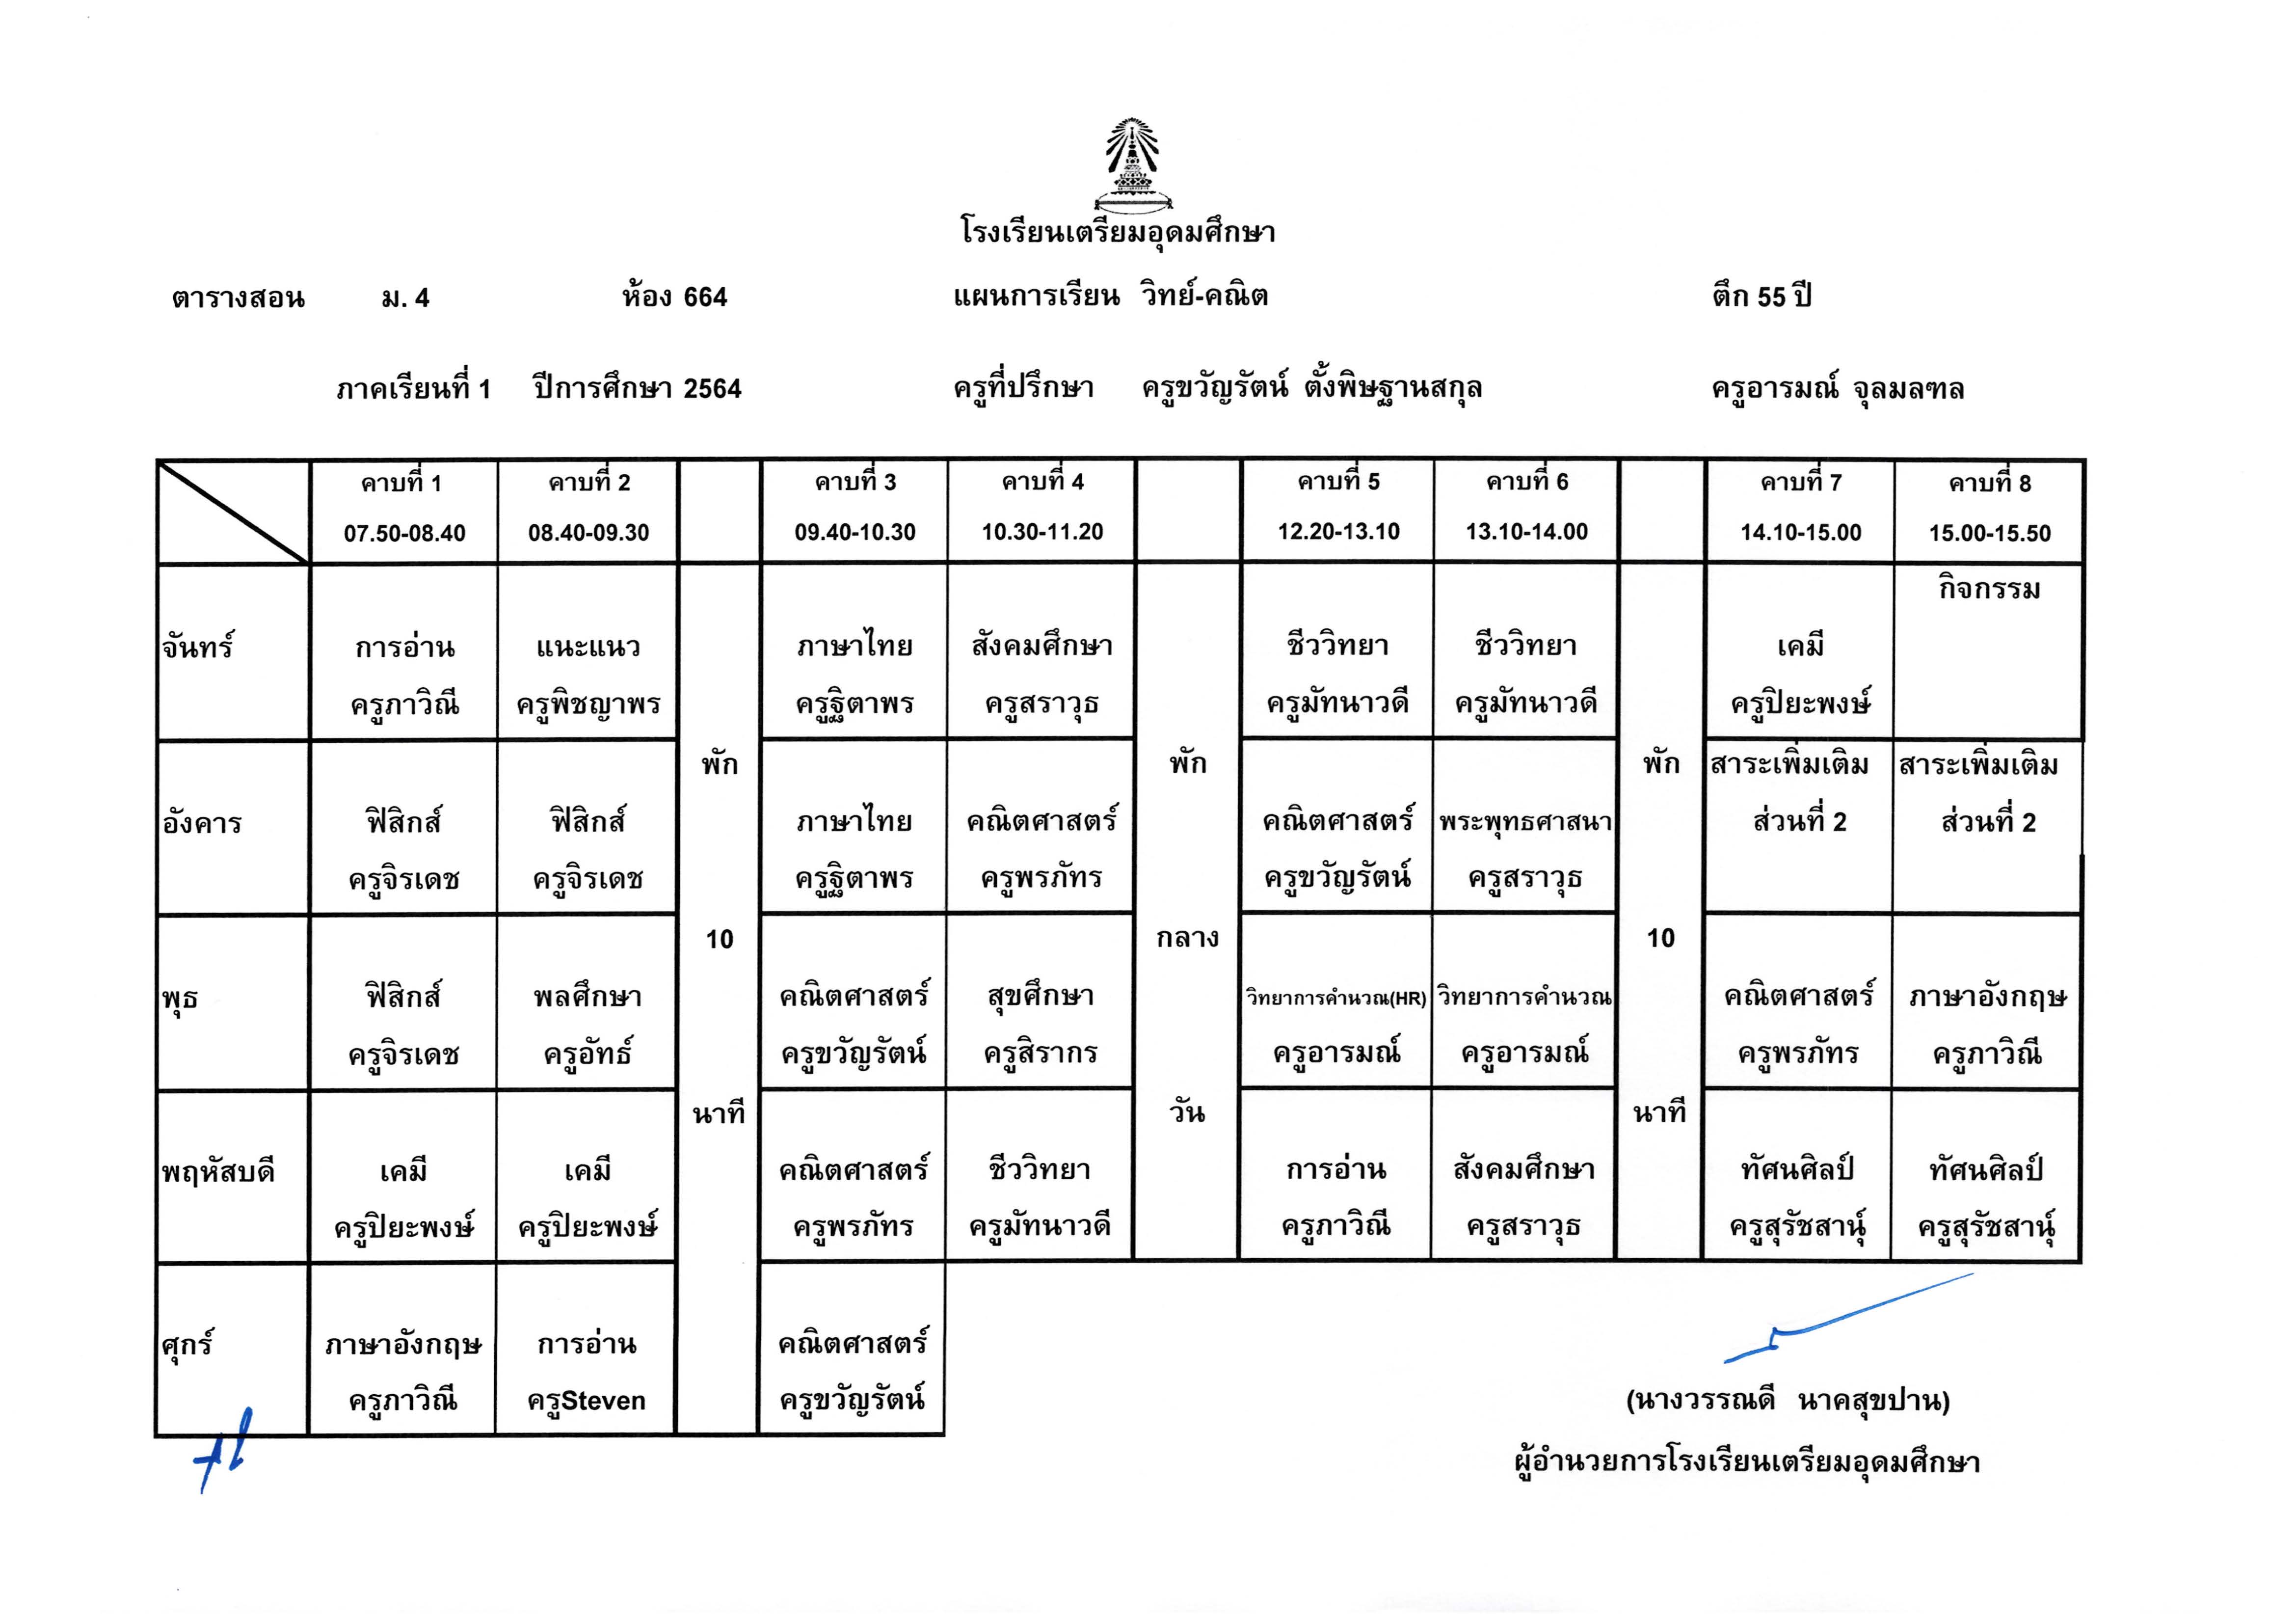 โรงเรียนเตรียมอุดมศึกษา
ตารางสอน ม. 4 ห้อง 664 แผนการเรียน วิทย์-คณิต ตึก 55 ปี
ภาคเรียนที่ 1 ปีการศึกษา 2564 ครูที่ปรึกษา ครูขวัญรัตน์ ตั้งพิษฐานสกุล ครูอารมณ์ จุลมลฑล
คาบที่ 1 คาบที่ 2 คาบที่ 3 คาบที่ 4 คาบที่ 5 คาบที่ 6 คาบที่ 7 คาบที่ 8
07.50-08.40 08.40-09.30 09.40-10.30 10.30-11.20 12.20-13.10 13.10-14.00 14.10-15.00 15.00-15.50
กิจกรรม
จันทร์ การอ่าน แนะแนว ภาษาไทย สังคมศึกษา ชีววิทยา ชีววิทยา เคมี
ครูภาวิณี ครูพิชญาพร ครูฐิตาพร ครูสราวุธ ครูมัทนาวดี ครูมัทนาวดี ครูปิยะพงษ์
พัก พัก พัก สาระเพิ่มเติม สาระเพิ่มเติม
อังคาร ฟิสิกส์ ฟิสิกส์ ภาษาไทย คณิตศาสตร์ คณิตศาสตร์ พระพุทธศาสนา ส่วนที่ 2 ส่วนที่ 2
ครูจิรเดช ครูจิรเดช ครูฐิตาพร ครูพรภัทร ครูขวัญรัตน์ ครูสราวุธ
10 กลาง 10
พุธ ฟิสิกส์ พลศึกษา คณิตศาสตร์ สุขศึกษา วิทยาการคำนวณ(HR) วิทยาการคำนวณ คณิตศาสตร์ ภาษาอังกฤษ
ครูจิรเดช ครูอัทธ์ ครูขวัญรัตน์ ครูสิรากร ครูอารมณ์ ครูอารมณ์ ครูพรภัทร ครูภาวิณี
นาที วัน นาที
พฤหัสบดี เคมี เคมี คณิตศาสตร์ ชีววิทยา การอ่าน สังคมศึกษา ทัศนศิลป์ ทัศนศิลป์
ครูปิยะพงษ์ ครูปิยะพงษ์ ครูพรภัทร ครูมัทนาวดี ครูภาวิณี ครูสราวุธ ครูสุรัชสานุ์ ครูสุรัชสานุ์
ศุกร์ ภาษาอังกฤษ การอ่าน คณิตศาสตร์
ครูภาวิณี ครูSteven ครูขวัญรัตน์
(นางวรรณดี นาคสุขปาน)
ผู้อำนวยการโรงเรียนเตรียมอุดมศึกษา